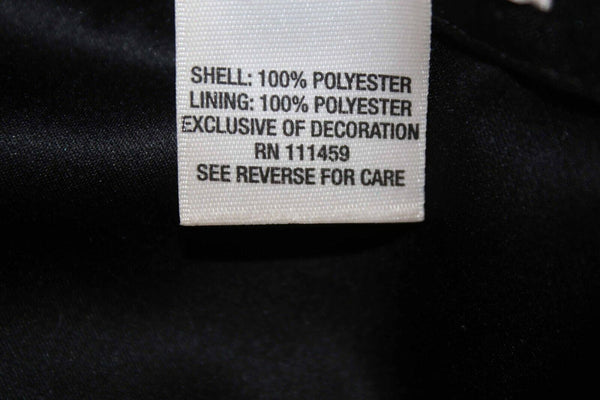 SHELL: 100% POLYESTER
LINING: 100% POLYESTER
EXCLUSIVE OF DECORATION
RN 111459
SEE REVERSE FOR CARE